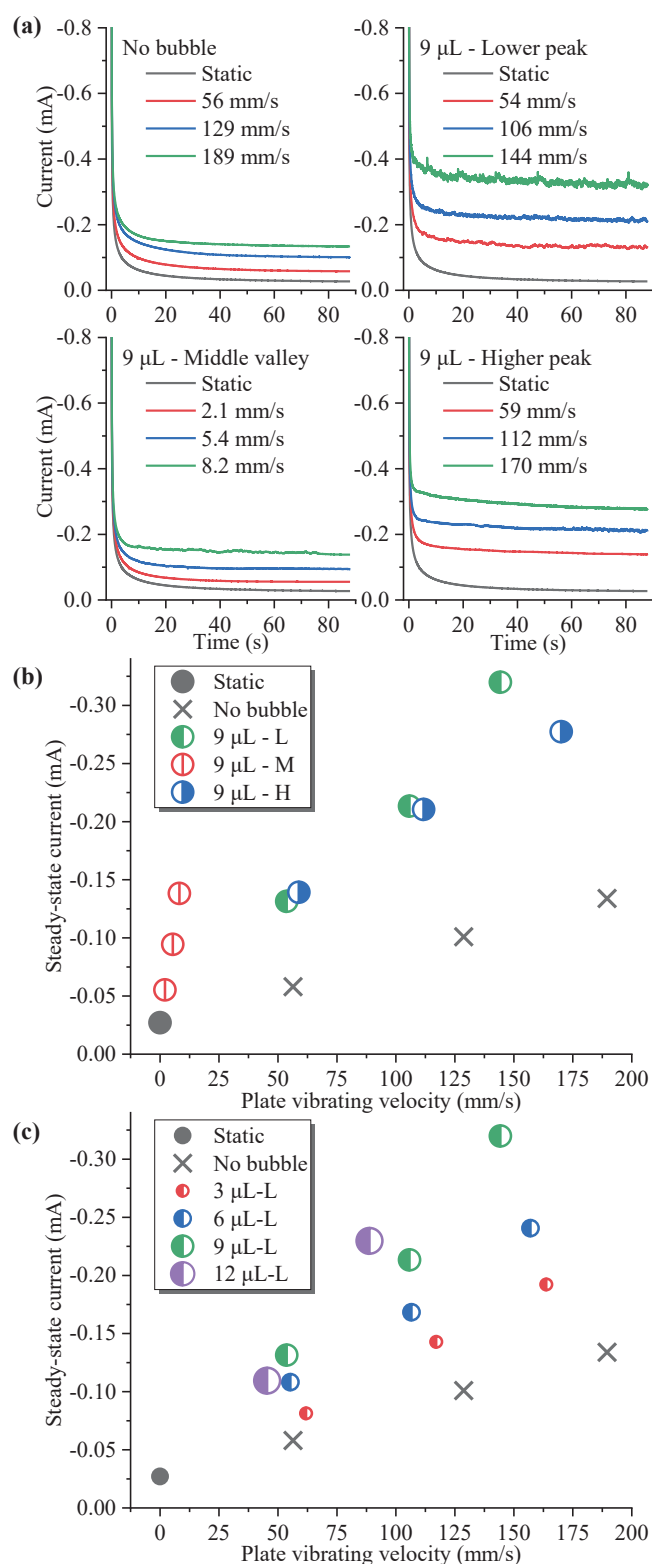 (a)
No bubble
Static
56 mm/s
129 mm/s
189 mm/s
Current (mA)
-0.8
-0.6
-0.4
-0.2
0.0
0 20 40 60 80
9 μL - Lower peak
Static
54 mm/s
106 mm/s
144 mm/s
-0.8
-0.6
-0.4
-0.2
0.0
0 20 40 60 80
9 μL - Middle valley
Static
2.1 mm/s
5.4 mm/s
8.2 mm/s
Current (mA)
-0.8
-0.6
-0.4
-0.2
0.0
0 20 40 60 80
Time (s)
9 μL - Higher peak
Static
59 mm/s
112 mm/s
170 mm/s
-0.8
-0.6
-0.4
-0.2
0.0
0 20 40 60 80
Time (s)
(b)
Static
No bubble
9 μL - L
9 μL - M
9 μL - H
Steady-state current (mA)
-0.30
-0.25
-0.20
-0.15
-0.10
-0.05
0.00
0 25 50 75 100 125 150 175 200
Plate vibrating velocity (mm/s)
(c)
Static
No bubble
3 μL-L
6 μL-L
9 μL-L
12 μL-L
Steady-state current (mA)
-0.30
-0.25
-0.20
-0.15
-0.10
-0.05
0.00
0 25 50 75 100 125 150 175 200
Plate vibrating velocity (mm/s)